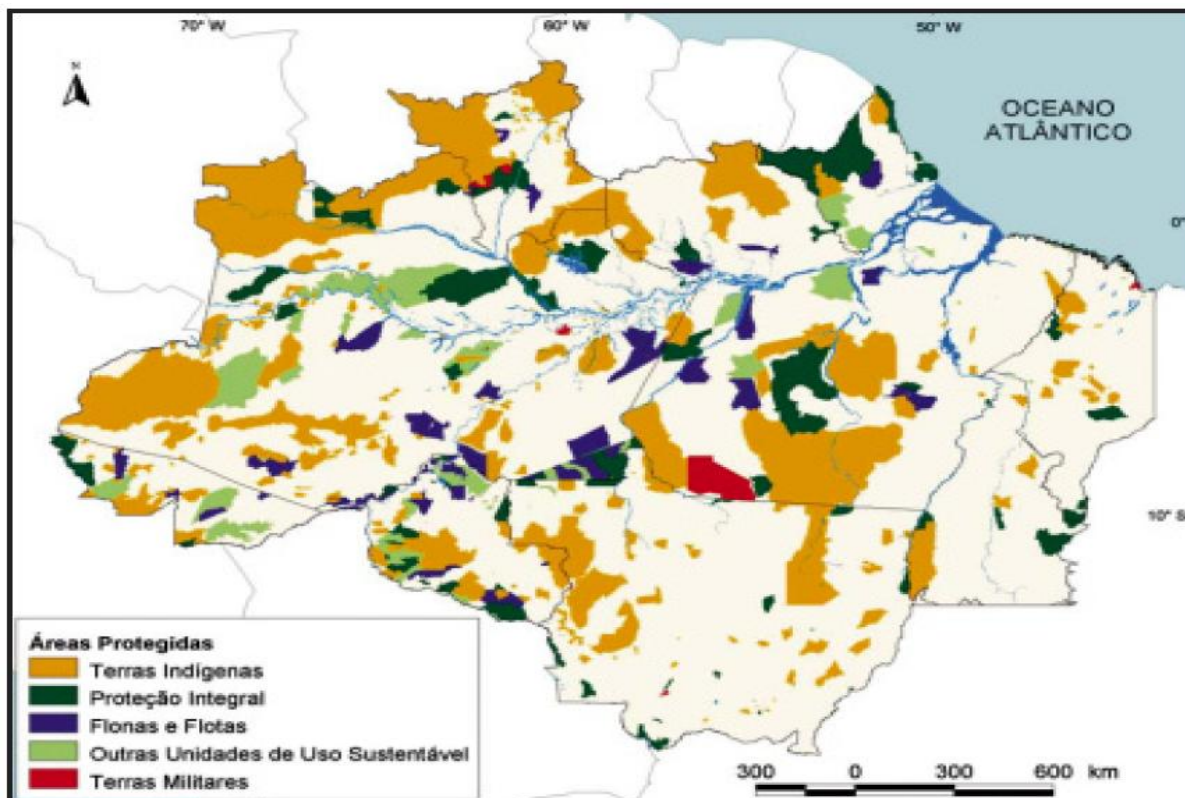 70° W
60° W
50° W
N
OCEANO
ATLÂNTICO
0°
10° S
Áreas Protegidas
Terras Indígenas
Proteção Integral
Flonas e Flotas
Outras Unidades de Uso Sustentável
Terras Militares
300 0 300 600 km